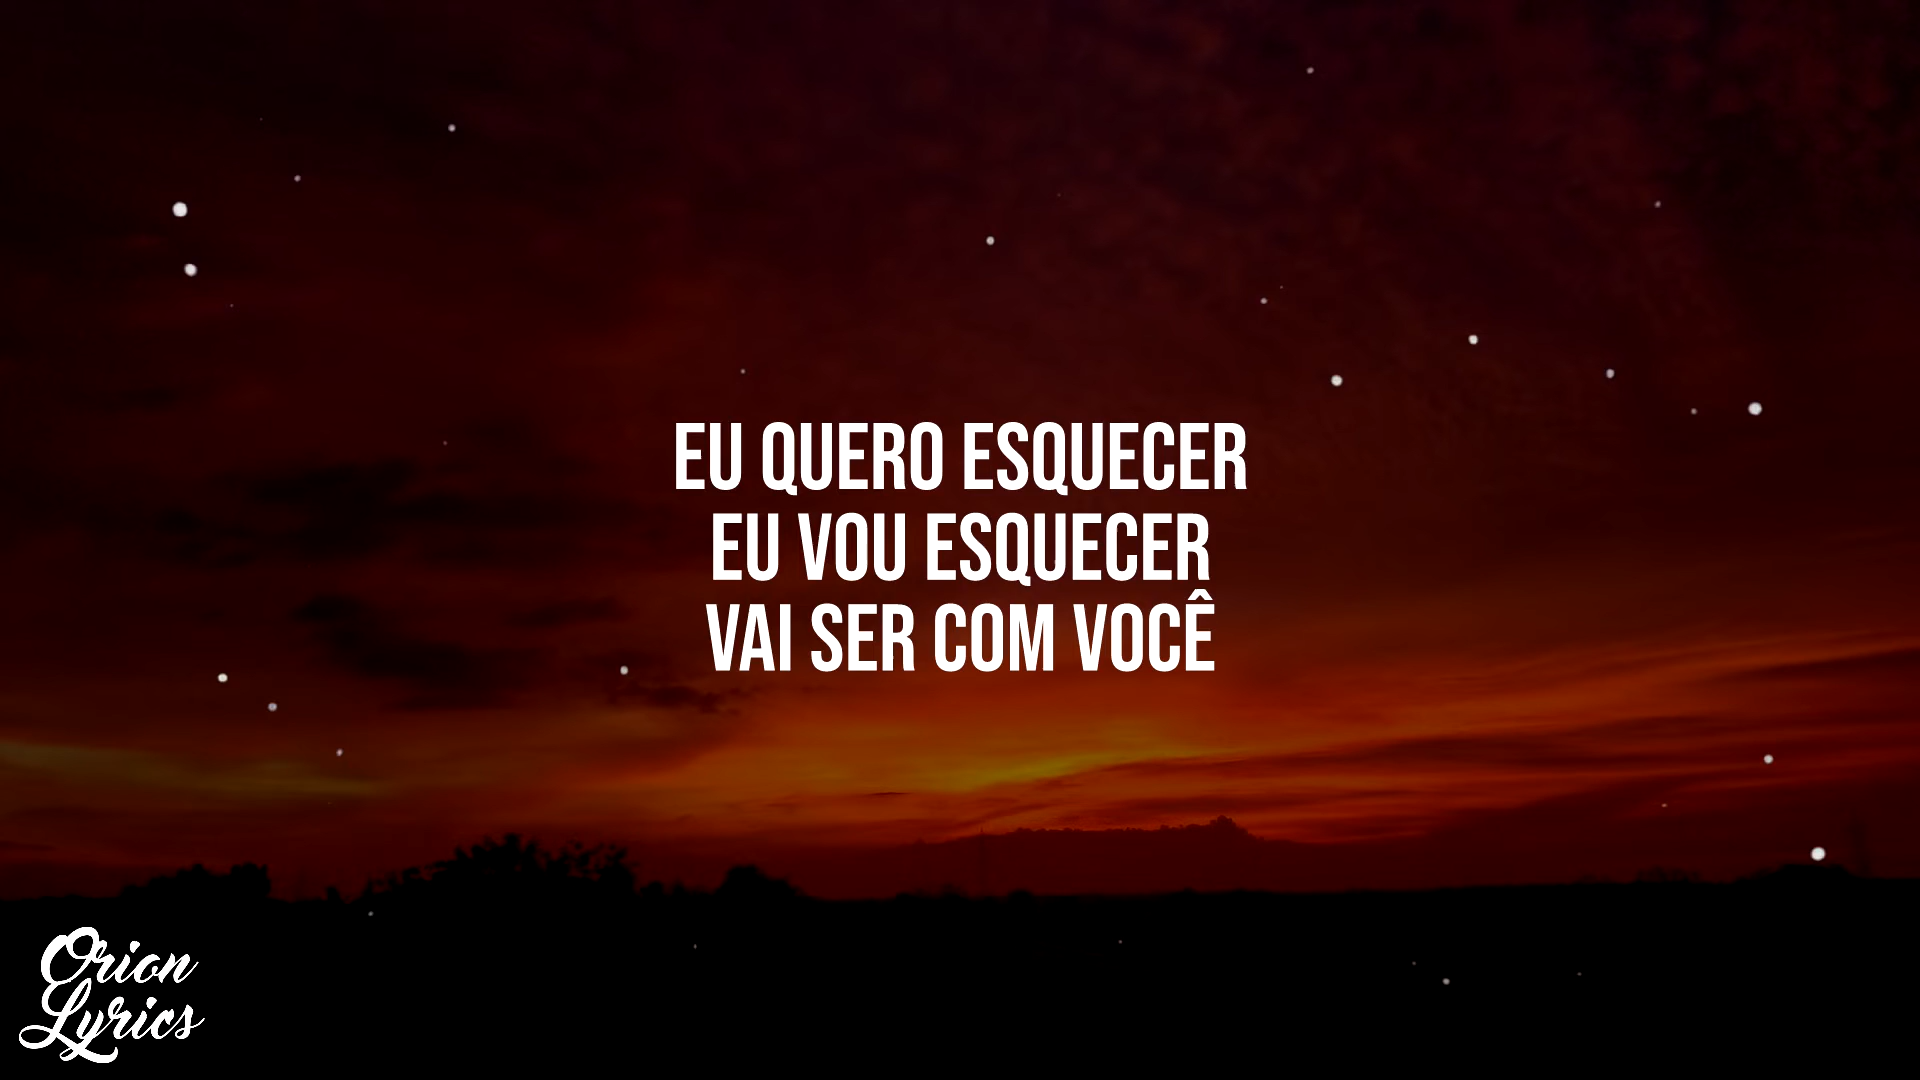 EU QUERO ESQUECER
EU VOU ESQUECER
VAI SER COM VOCÊ
Orion
Lyrics